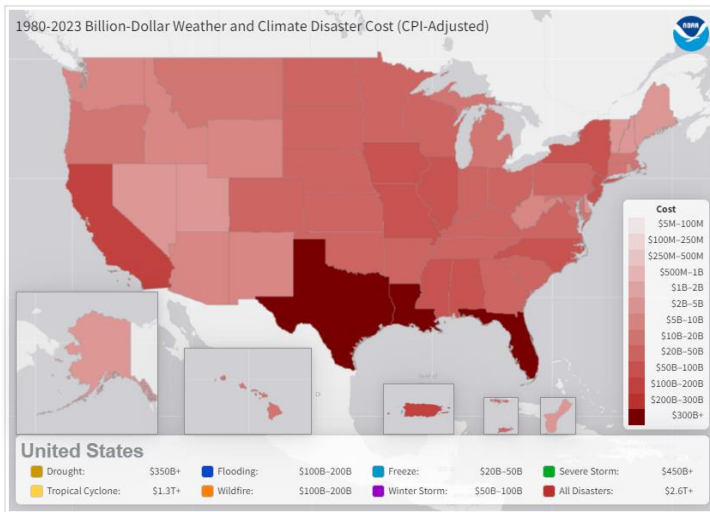 1980-2023 Billion-Dollar Weather and Climate Disaster Cost (CPI-Adjusted)
NOAA
Cost
$5M–100M
$100M–250M
$250M–500M
$500M–1B
$1B–2B
$2B–5B
$5B–10B
$10B–20B
$20B–50B
$50B–100B
$100B–200B
$200B–300B
$300B+
United States
Drought: $350B+ Flooding: $100B–200B Freeze: $20B–50B Severe Storm: $450B+
Tropical Cyclone: $1.3T+ Wildfire: $100B–200B Winter Storm: $50B–100B All Disasters: $2.6T+